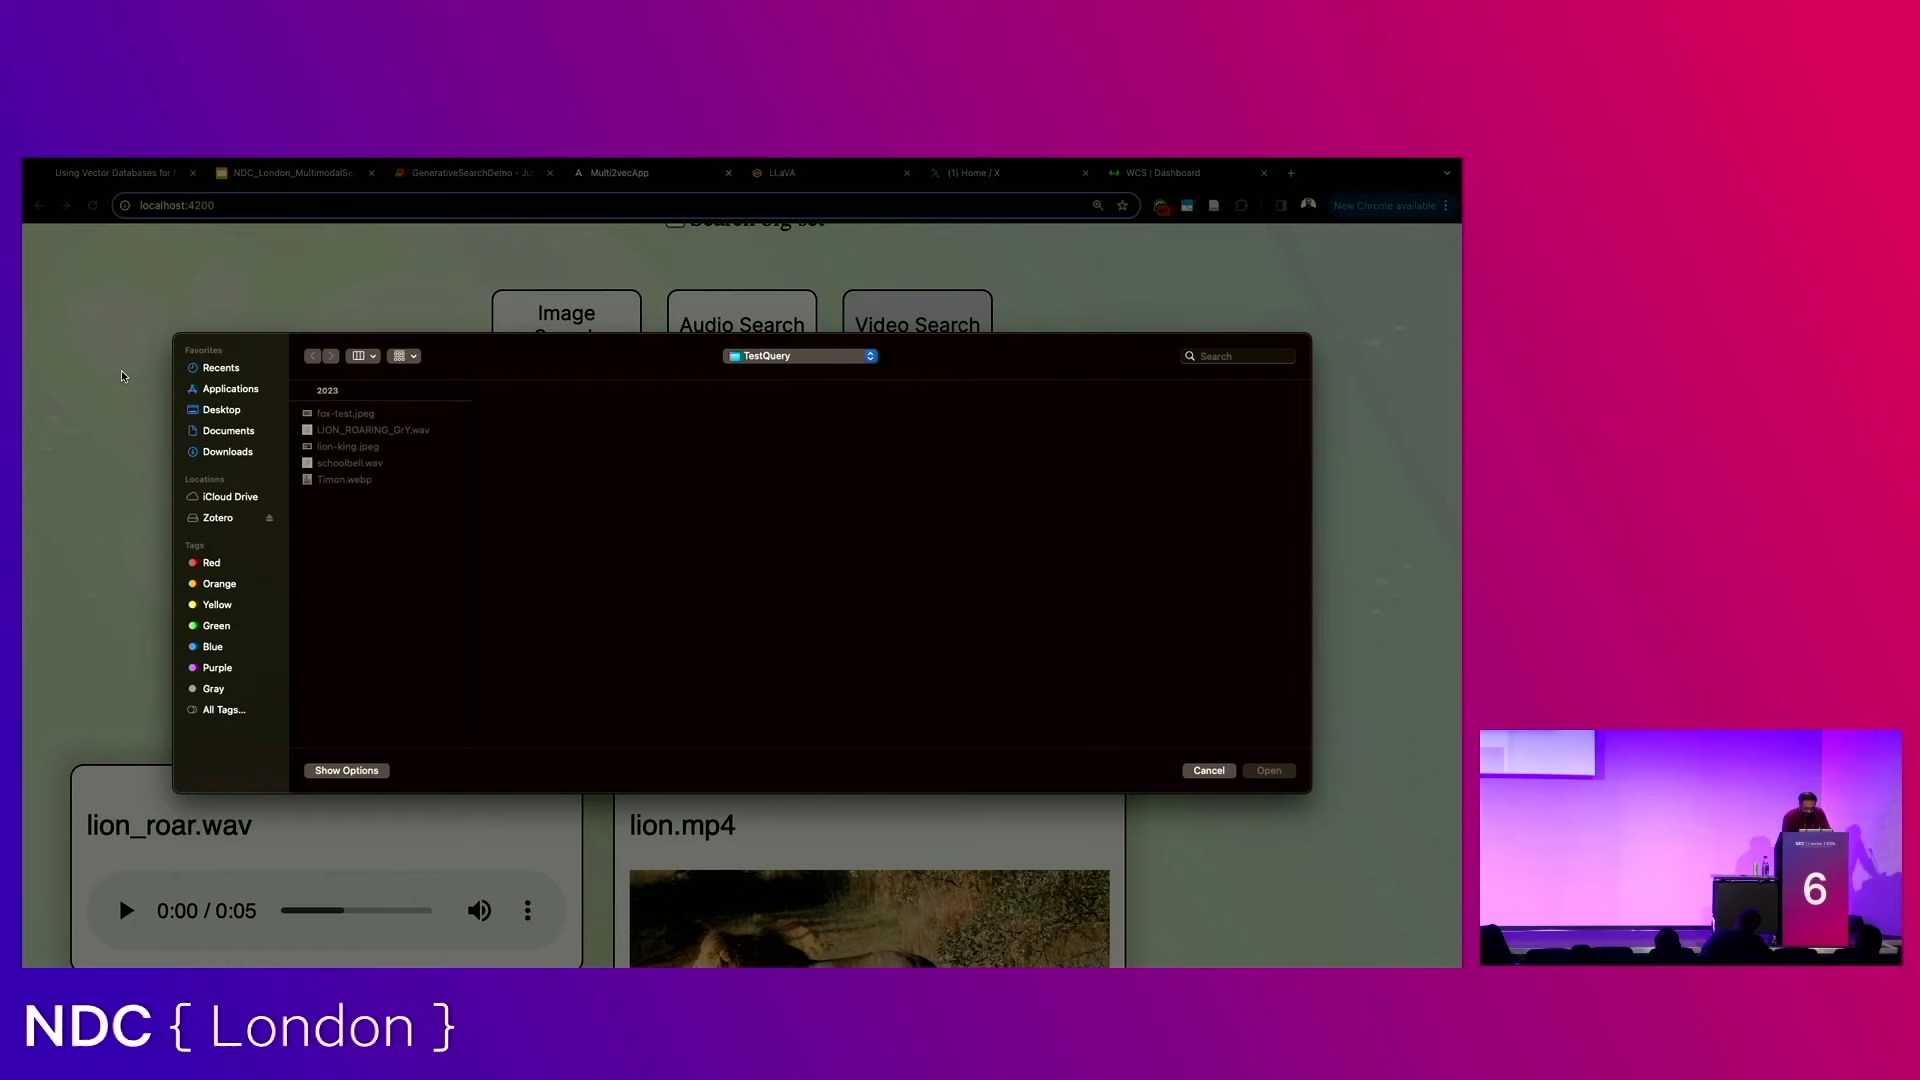 Using Vector Databases for
NDC_London_MultimodalSe
GenerativeSearchDemo - Ju
Multi2vecApp
LLaVA
(1) Home / X
WCS | Dashboard
localhost:4200
New Chrome available
Search big set
Image
Audio Search
Video Search
Favorites
Recents
Applications
Desktop
Documents
Downloads
Locations
iCloud Drive
Zotero
Tags
Red
Orange
Yellow
Green
Blue
Purple
Gray
All Tags...
TestQuery
Search
2023
fox-test.jpeg
LION_ROARING_GrY.wav
lion-king.jpeg
schoolbell.wav
Timon.webp
Show Options
Cancel
Open
lion_roar.wav
0:00 / 0:05
lion.mp4
6
NDC { London }